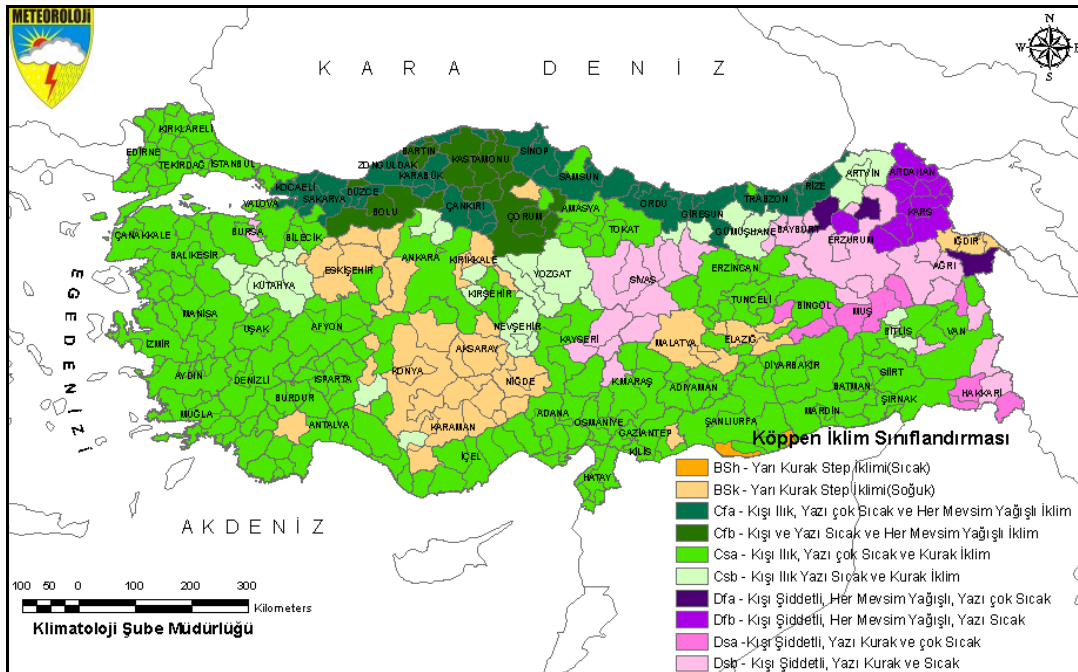 METEOROLOJİ
N
W E
S
KARA DENİZ
KIRKLARELİ
EDİRNE
TEKİRDAĞ
İSTANBUL
KOCAELİ
YALOVA
SAKARYA
DÜZCE
ZONGULDAK
BARTIN
KARABÜK
KASTAMONU
SİNOP
SAMSUN
ORDU
GİRESUN
TRABZON
RİZE
ARTVİN
ARDAHAN
KARS
BOLU
ÇANKIRI
ÇORUM
AMASYA
TOKAT
GÜMÜŞHANE
BAYBURT
ERZURUM
IĞDIR
AĞRI
ÇANAKKALE
BURSA
BİLECİK
BALIKESİR
ESKİŞEHİR
ANKARA
KIRIKKALE
YOZGAT
SİVAS
ERZİNCAN
KÜTAHYA
KIRŞEHİR
TUNCELİ
BİNGÖL
MUŞ
MANİSA
UŞAK
AFYON
NEVŞEHİR
KAYSERİ
MALATYA
ELAZIĞ
BİTLİS
VAN
İZMİR
AKSARAY
KONYA
NİĞDE
DİYARBAKIR
SİİRT
AYDIN
DENİZLİ
ISPARTA
BURDUR
K.MARAŞ
ADIYAMAN
BATMAN
ŞIRNAK
HAKKARİ
MUĞLA
ANTALYA
KARAMAN
İÇEL
ADANA
OSMANİYE
GAZİANTEP
KİLİS
ŞANLIURFA
MARDİN
HATAY
EGE DENİZİ
AKDENİZ
100 50 0 100 200 300
Kilometers
Klimatoloji Şube Müdürlüğü
Köppen İklim Sınıflandırması
BSh - Yarı Kurak Step İklimi(Sıcak)
BSk - Yarı Kurak Step İklimi(Soğuk)
Cfa - Kışı Ilık, Yazı çok Sıcak ve Her Mevsim Yağışlı İklim
Cfb - Kışı ve Yazı Sıcak ve Her Mevsim Yağışlı İklim
Csa - Kışı Ilık, Yazı çok Sıcak ve Kurak İklim
Csb - Kışı Ilık Yazı Sıcak ve Kurak İklim
Dfa - Kışı Şiddetli, Her Mevsim Yağışlı, Yazı çok Sıcak
Dfb - Kışı Şiddetli, Her Mevsim Yağışlı, Yazı Sıcak
Dsa -Kışı Şiddetli, Yazı Kurak ve çok Sıcak
Dsb - Kışı Şiddetli, Yazı Kurak ve Sıcak